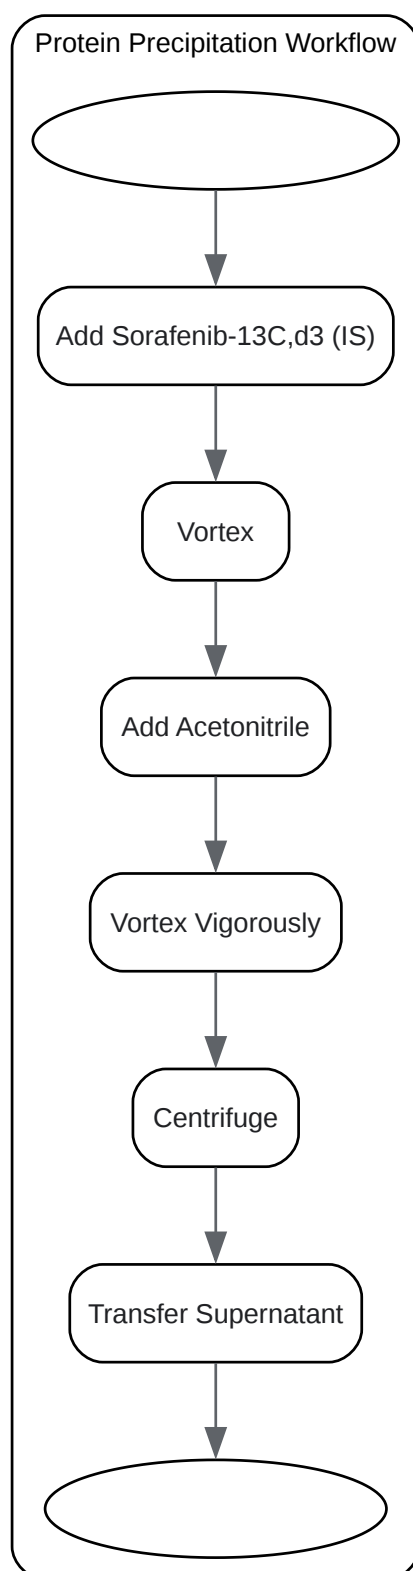 Protein Precipitation Workflow
Add Sorafenib-13C,d3 (IS)
Vortex
Add Acetonitrile
Vortex Vigorously
Centrifuge
Transfer Supernatant